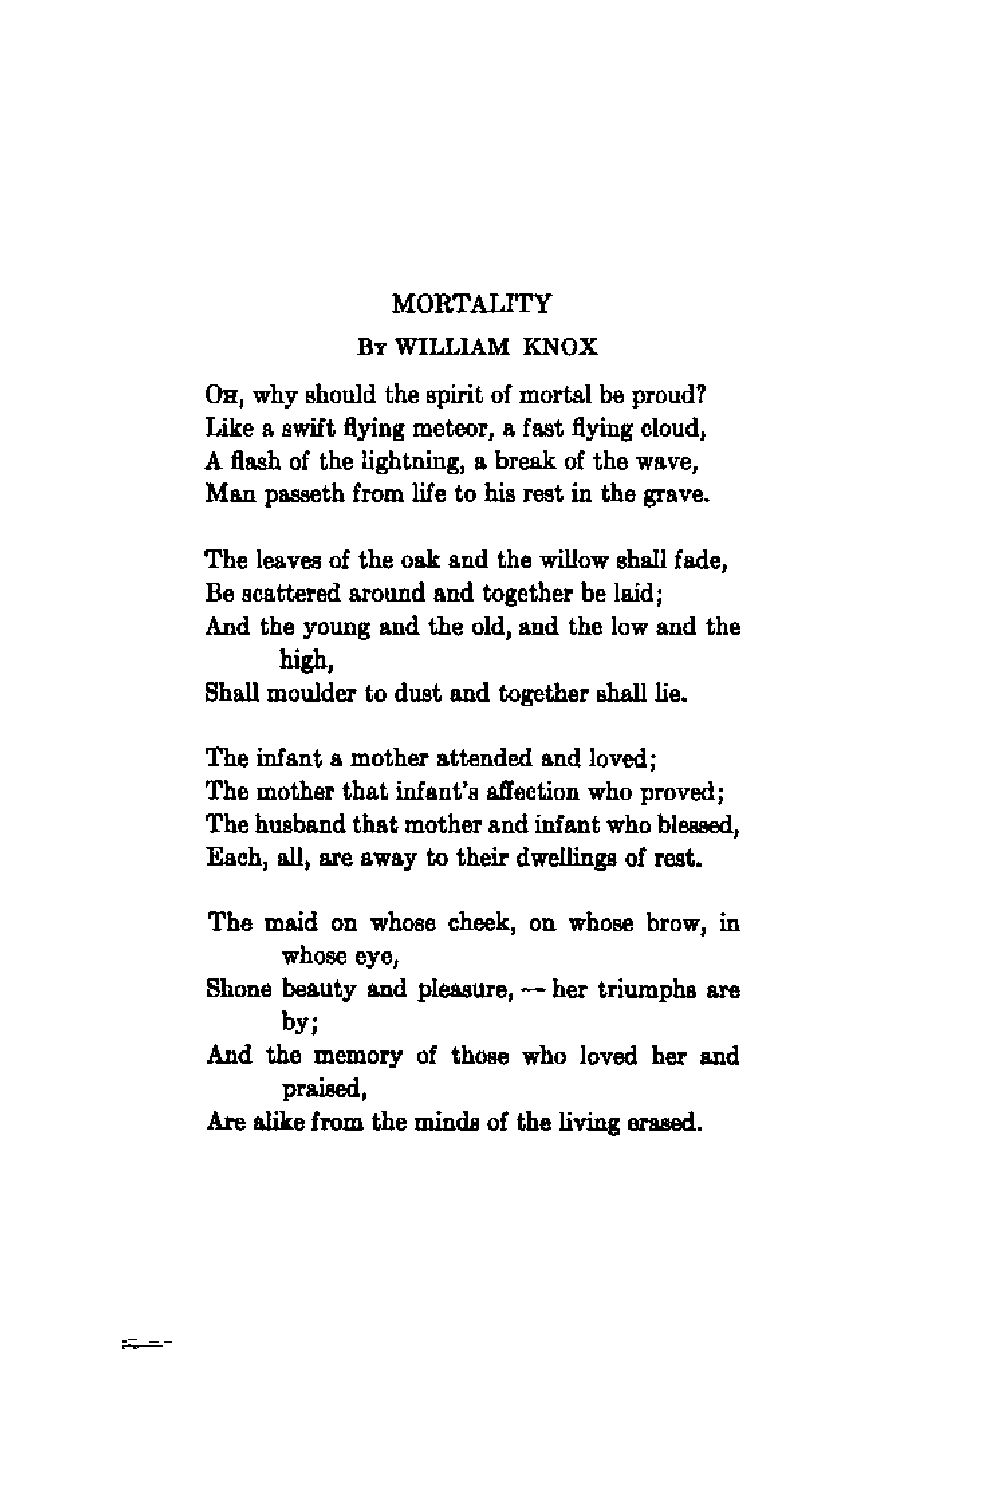 MORTALITY
By WILLIAM KNOX
Oh, why should the spirit of mortal be proud?
Like a swift flying meteor, a fast flying cloud,
A flash of the lightning, a break of the wave,
Man passeth from life to his rest in the grave.
The leaves of the oak and the willow shall fade,
Be scattered around and together be laid;
And the young and the old, and the low and the
high,
Shall moulder to dust and together shall lie.
The infant a mother attended and loved;
The mother that infant's affection who proved;
The husband that mother and infant who blessed,
Each, all, are away to their dwellings of rest.
The maid on whose cheek, on whose brow, in
whose eye,
Shone beauty and pleasure, — her triumphs are
by;
And the memory of those who loved her and
praised,
Are alike from the minds of the living erased.